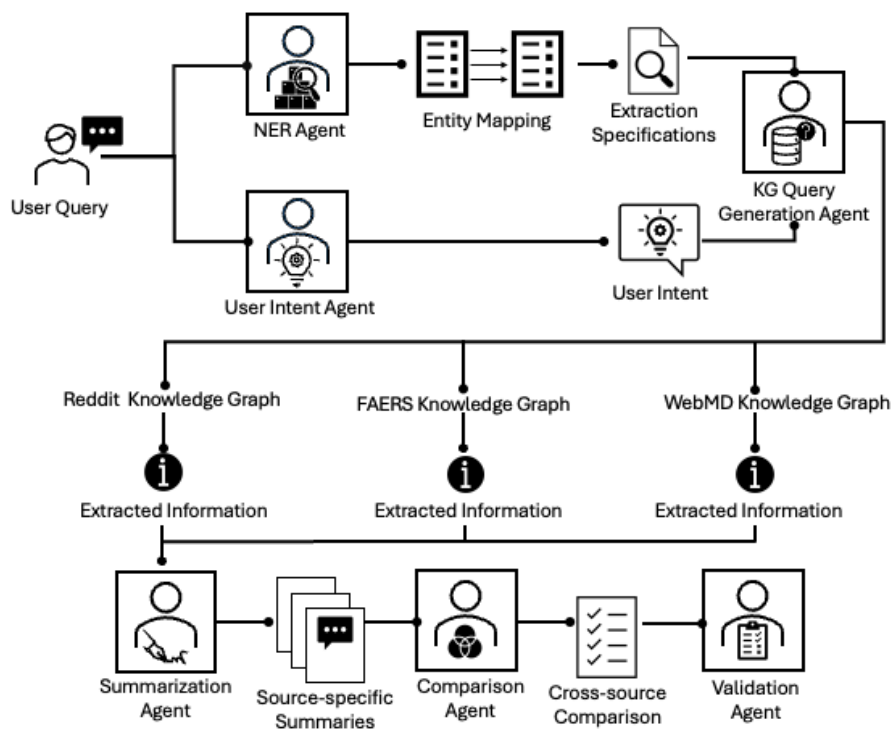 User Query
NER Agent
Entity Mapping
Extraction
Specifications
KG Query
Generation Agent
User Intent Agent
User Intent
Reddit Knowledge Graph
FAERS Knowledge Graph
WebMD Knowledge Graph
Extracted Information
Extracted Information
Extracted Information
Summarization
Agent
Source-specific
Summaries
Comparison
Agent
Cross-source
Comparison
Validation
Agent